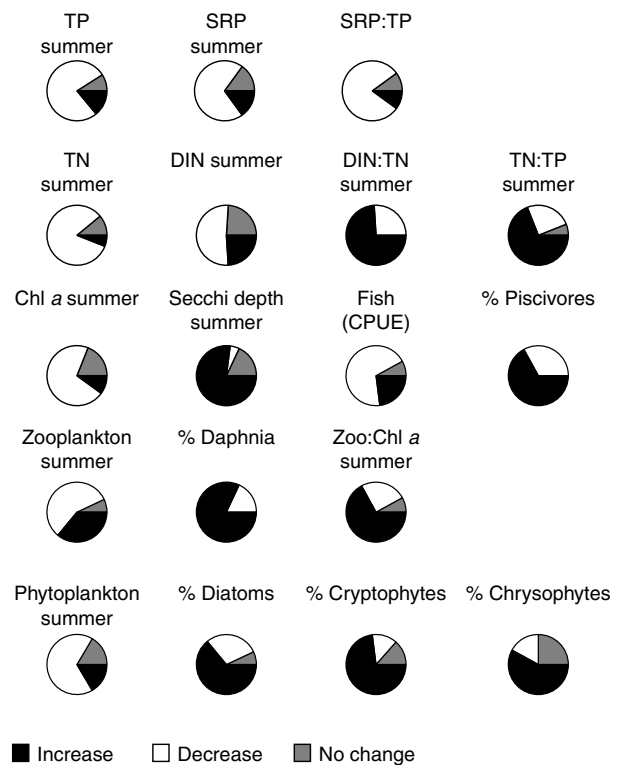 TP
summer
SRP
summer
SRP:TP
TN
summer
DIN summer
DIN:TN
summer
TN:TP
summer
Chl a summer
Secchi depth
summer
Fish
(CPUE)
% Piscivores
Zooplankton
summer
% Daphnia
Zoo:Chl a
summer
Phytoplankton
summer
% Diatoms
% Cryptophytes
% Chrysophytes
Increase
Decrease
No change